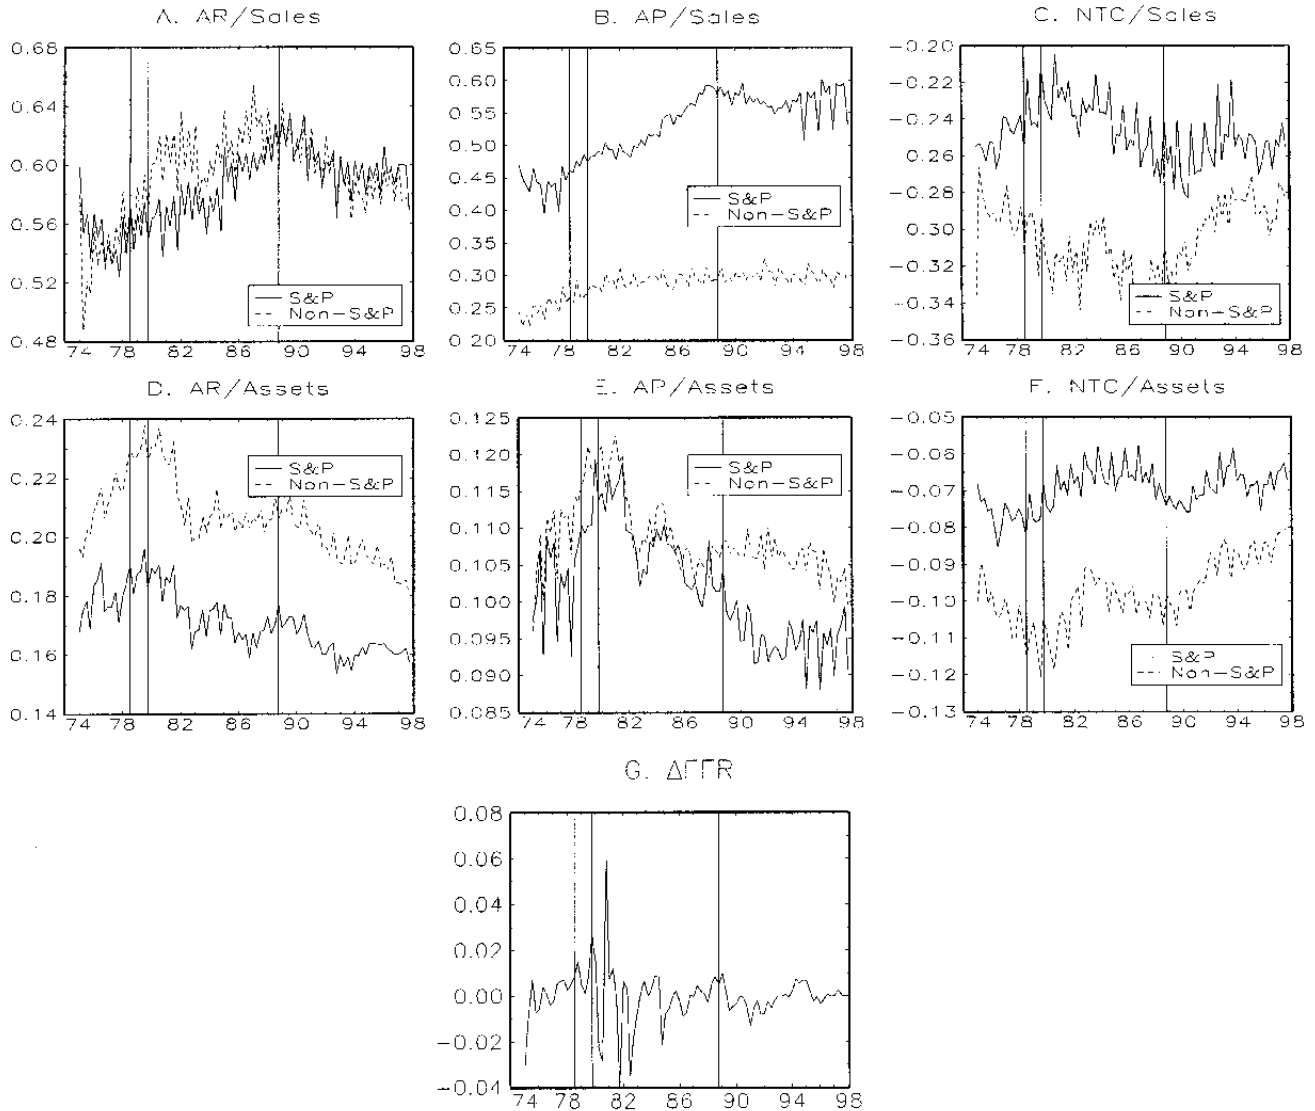 A. AR/Sales
B. AP/Sales
C. NTC/Sales
0.68
0.64
0.60
0.56
0.52
0.48
S&P
Non-S&P
74 78 82 86 90 94 98
0.65
0.60
0.55
0.50
0.45
0.40
0.35
0.30
0.25
0.20
S&P
Non-S&P
74 78 82 86 90 94 98
-0.20
-0.22
-0.24
-0.26
-0.28
-0.30
-0.32
-0.34
-0.36
S&P
Non-S&P
74 78 82 86 90 94 98
D. AR/Assets
E. AP/Assets
F. NTC/Assets
0.24
0.22
0.20
0.18
0.16
0.14
S&P
Non-S&P
74 78 82 86 90 94 98
0.125
0.120
0.115
0.110
0.105
0.100
0.095
0.090
0.085
S&P
Non-S&P
74 78 82 86 90 94 98
-0.05
-0.06
-0.07
-0.08
-0.09
-0.10
-0.11
-0.12
-0.13
S&P
Non-S&P
74 78 82 86 90 94 98
G. ΔFFR
0.08
0.06
0.04
0.02
0.00
-0.02
-0.04
74 78 82 86 90 94 98